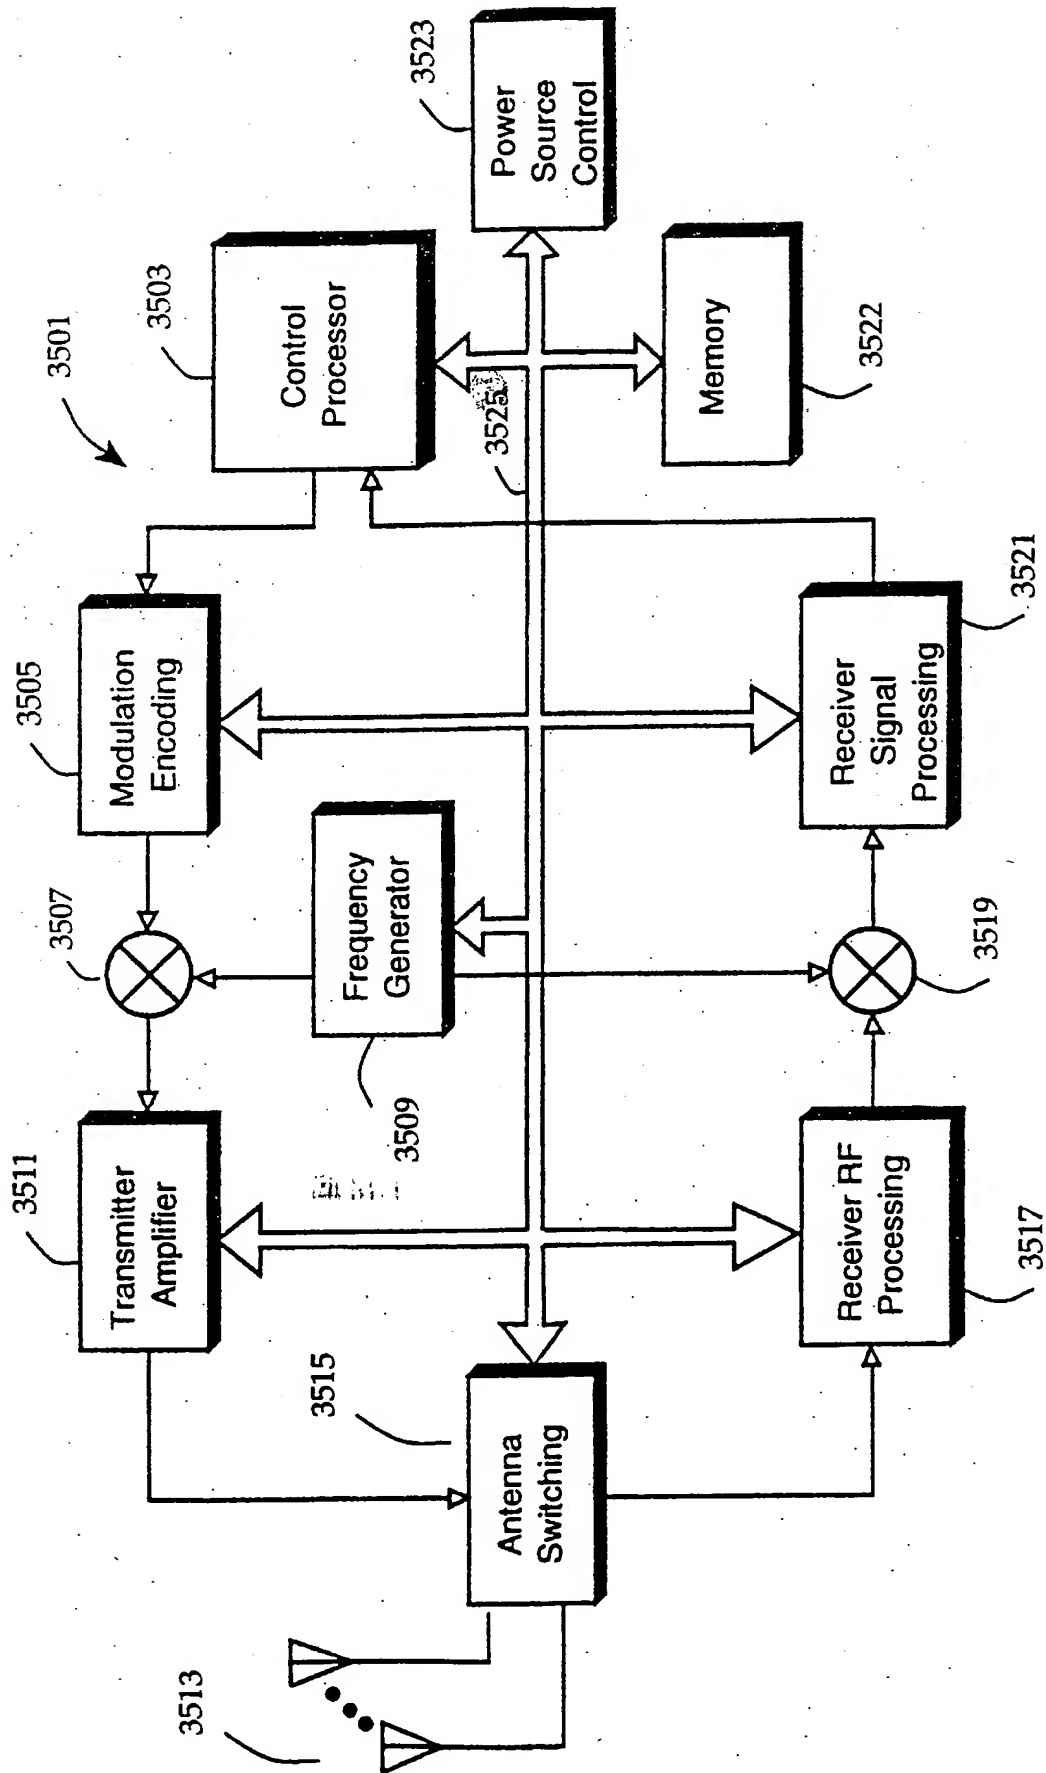 3501
3503
Control
Processor
3523
Power
Source
Control
3505
Modulation
Encoding
3507
3511
Transmitter
Amplifier
Frequency
Generator
3509
3525
Memory
3522
3513
3515
Antenna
Switching
Receiver RF
Processing
3517
3519
Receiver
Signal
Processing
3521